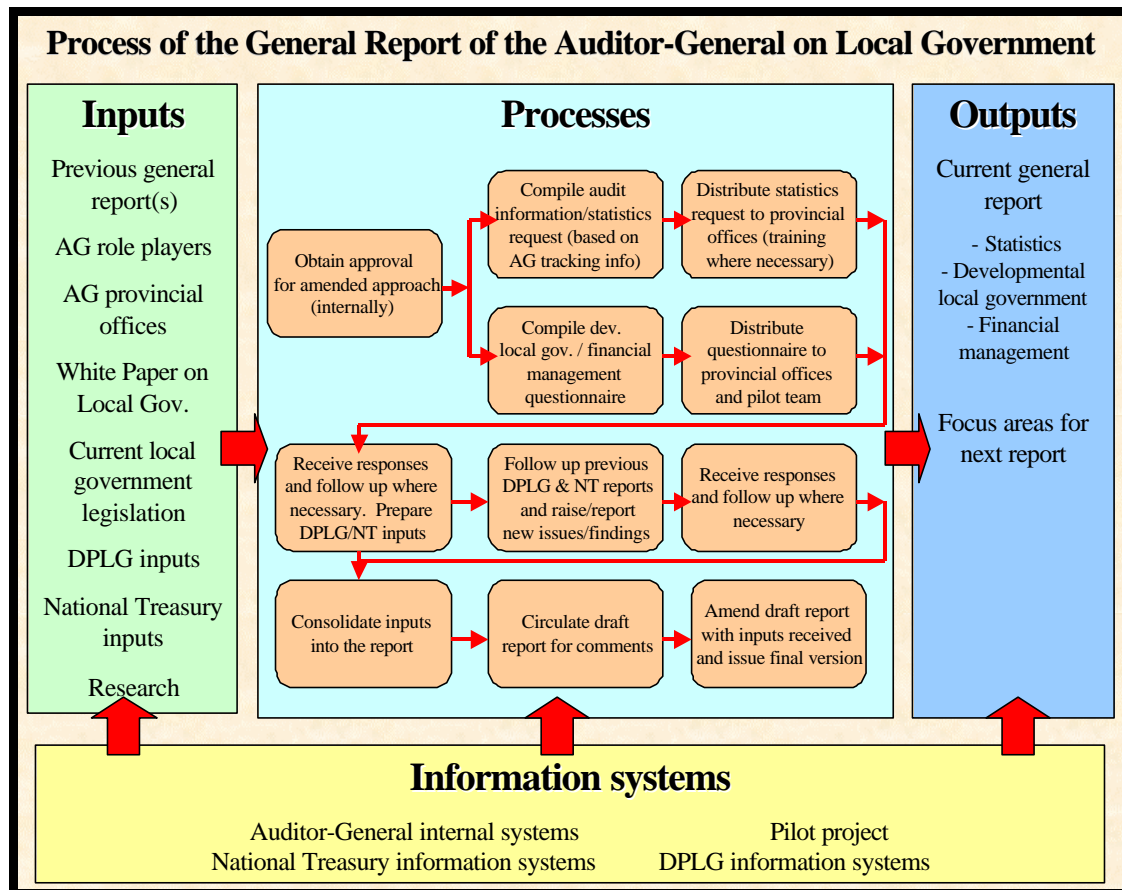 Process of the General Report of the Auditor-General on Local Government
Inputs
Previous general
report(s)
AG role players
AG provincial
offices
White Paper on
Local Gov.
Current local
government
legislation
DPLG inputs
National Treasury
inputs
Research
Processes
Obtain approval
for amended approach
(internally)
Compile audit
information/statistics
request (based on
AG tracking info)
Distribute statistics
request to provincial
offices (training
where necessary)
Compile dev.
local gov. / financial
management
questionnaire
Distribute
questionnaire to
provincial offices
and pilot team
Receive responses
and follow up where
necessary. Prepare
DPLG/NT inputs
Follow up previous
DPLG & NT reports
and raise/report
new issues/findings
Receive responses
and follow up where
necessary
Consolidate inputs
into the report
Circulate draft
report for comments
Amend draft report
with inputs received
and issue final version
Outputs
Current general
report
- Statistics
- Developmental
local government
- Financial
management
Focus areas for
next report
Information systems
Auditor-General internal systems
National Treasury information systems
Pilot project
DPLG information systems